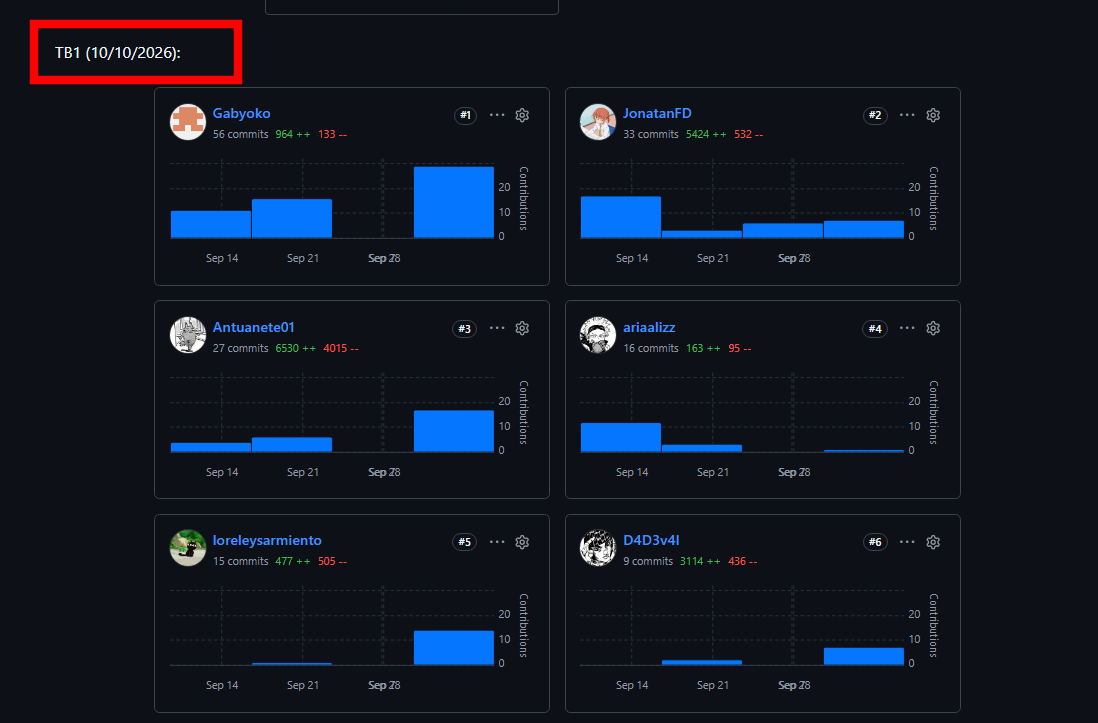 TB1 (10/10/2026):
Gabyoko
#1
56 commits 964 ++ 133 --
20
10
0
Contributions
Sep 14 Sep 21 Sep 28
JonatanFD
#2
33 commits 5424 ++ 532 --
20
10
0
Contributions
Sep 14 Sep 21 Sep 28
Antuanete01
#3
27 commits 6530 ++ 4015 --
20
10
0
Contributions
Sep 14 Sep 21 Sep 28
ariaalizz
#4
16 commits 163 ++ 95 --
20
10
0
Contributions
Sep 14 Sep 21 Sep 28
loreleysarmiento
#5
15 commits 477 ++ 505 --
20
10
0
Contributions
Sep 14 Sep 21 Sep 28
#6
9 commits 3114 ++ 436 --
20
10
0
Contributions
Sep 14 Sep 21 Sep 28